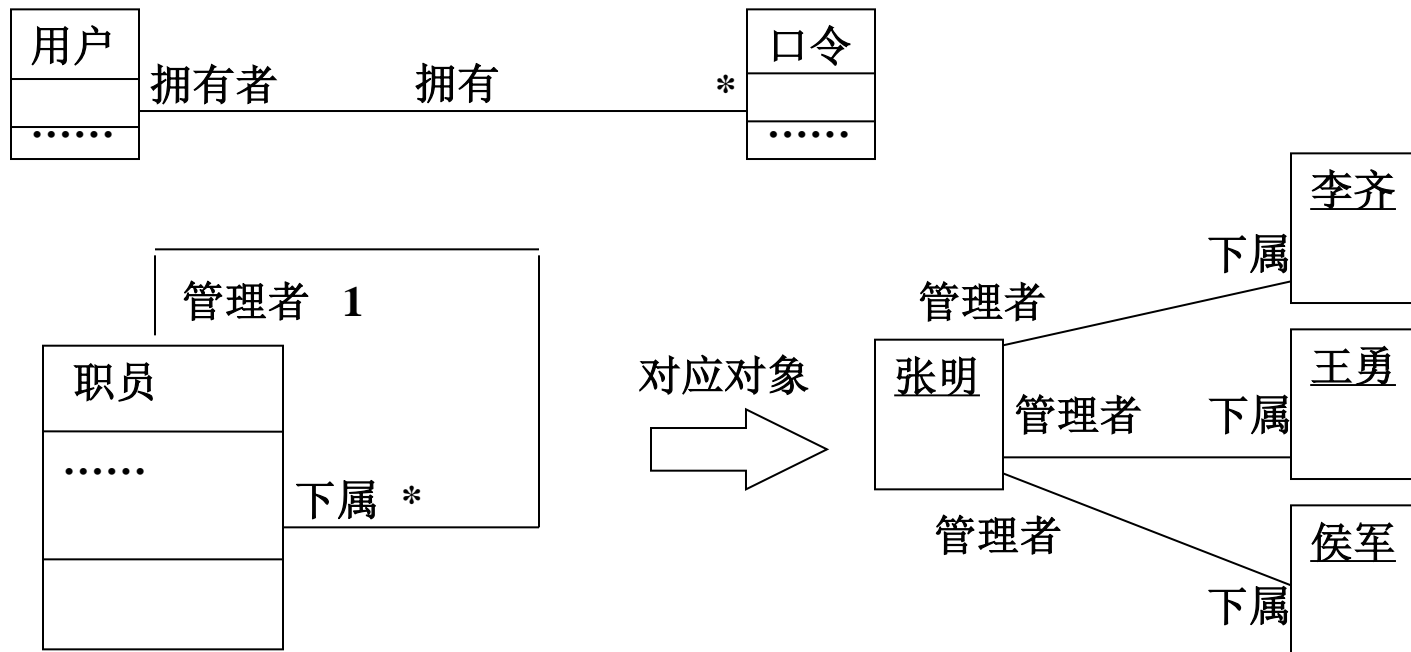 用户
拥有者 拥有 *
……
口令
……
管理者 1
职员
……
下属 *
对应对象
张明
管理者 下属
李齐
管理者 下属
王勇
管理者 下属
侯军